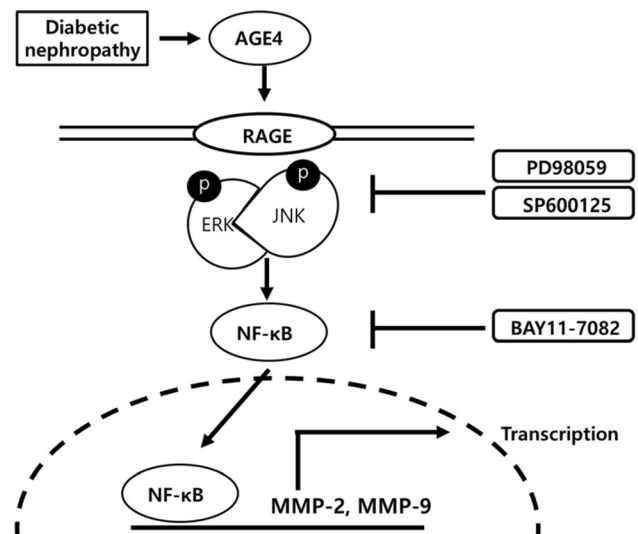 Diabetic
nephropathy
AGE4
RAGE
p
p
ERK
JNK
PD98059
SP600125
NF-κB
BAY11-7082
Transcription
NF-κB
MMP-2, MMP-9